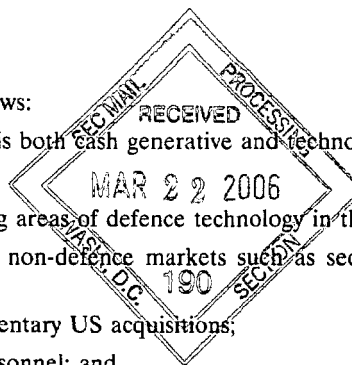 ws:
SEC MAIL
PROCESSING
RECEIVED
is both cash generative and techno
MAR 22 2006
g areas of defence technology in th
non-defence markets such as sec
WASH, D.C.
190
SECTION
entary US acquisitions;
rsonnel; and